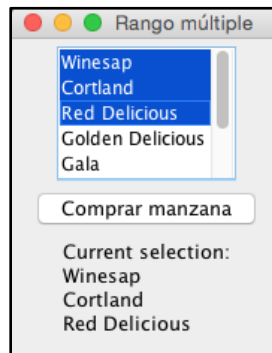 Rango múltiple
Winesap
Cortland
Red Delicious
Golden Delicious
Gala
Comprar manzana
Current selection:
Winesap
Cortland
Red Delicious